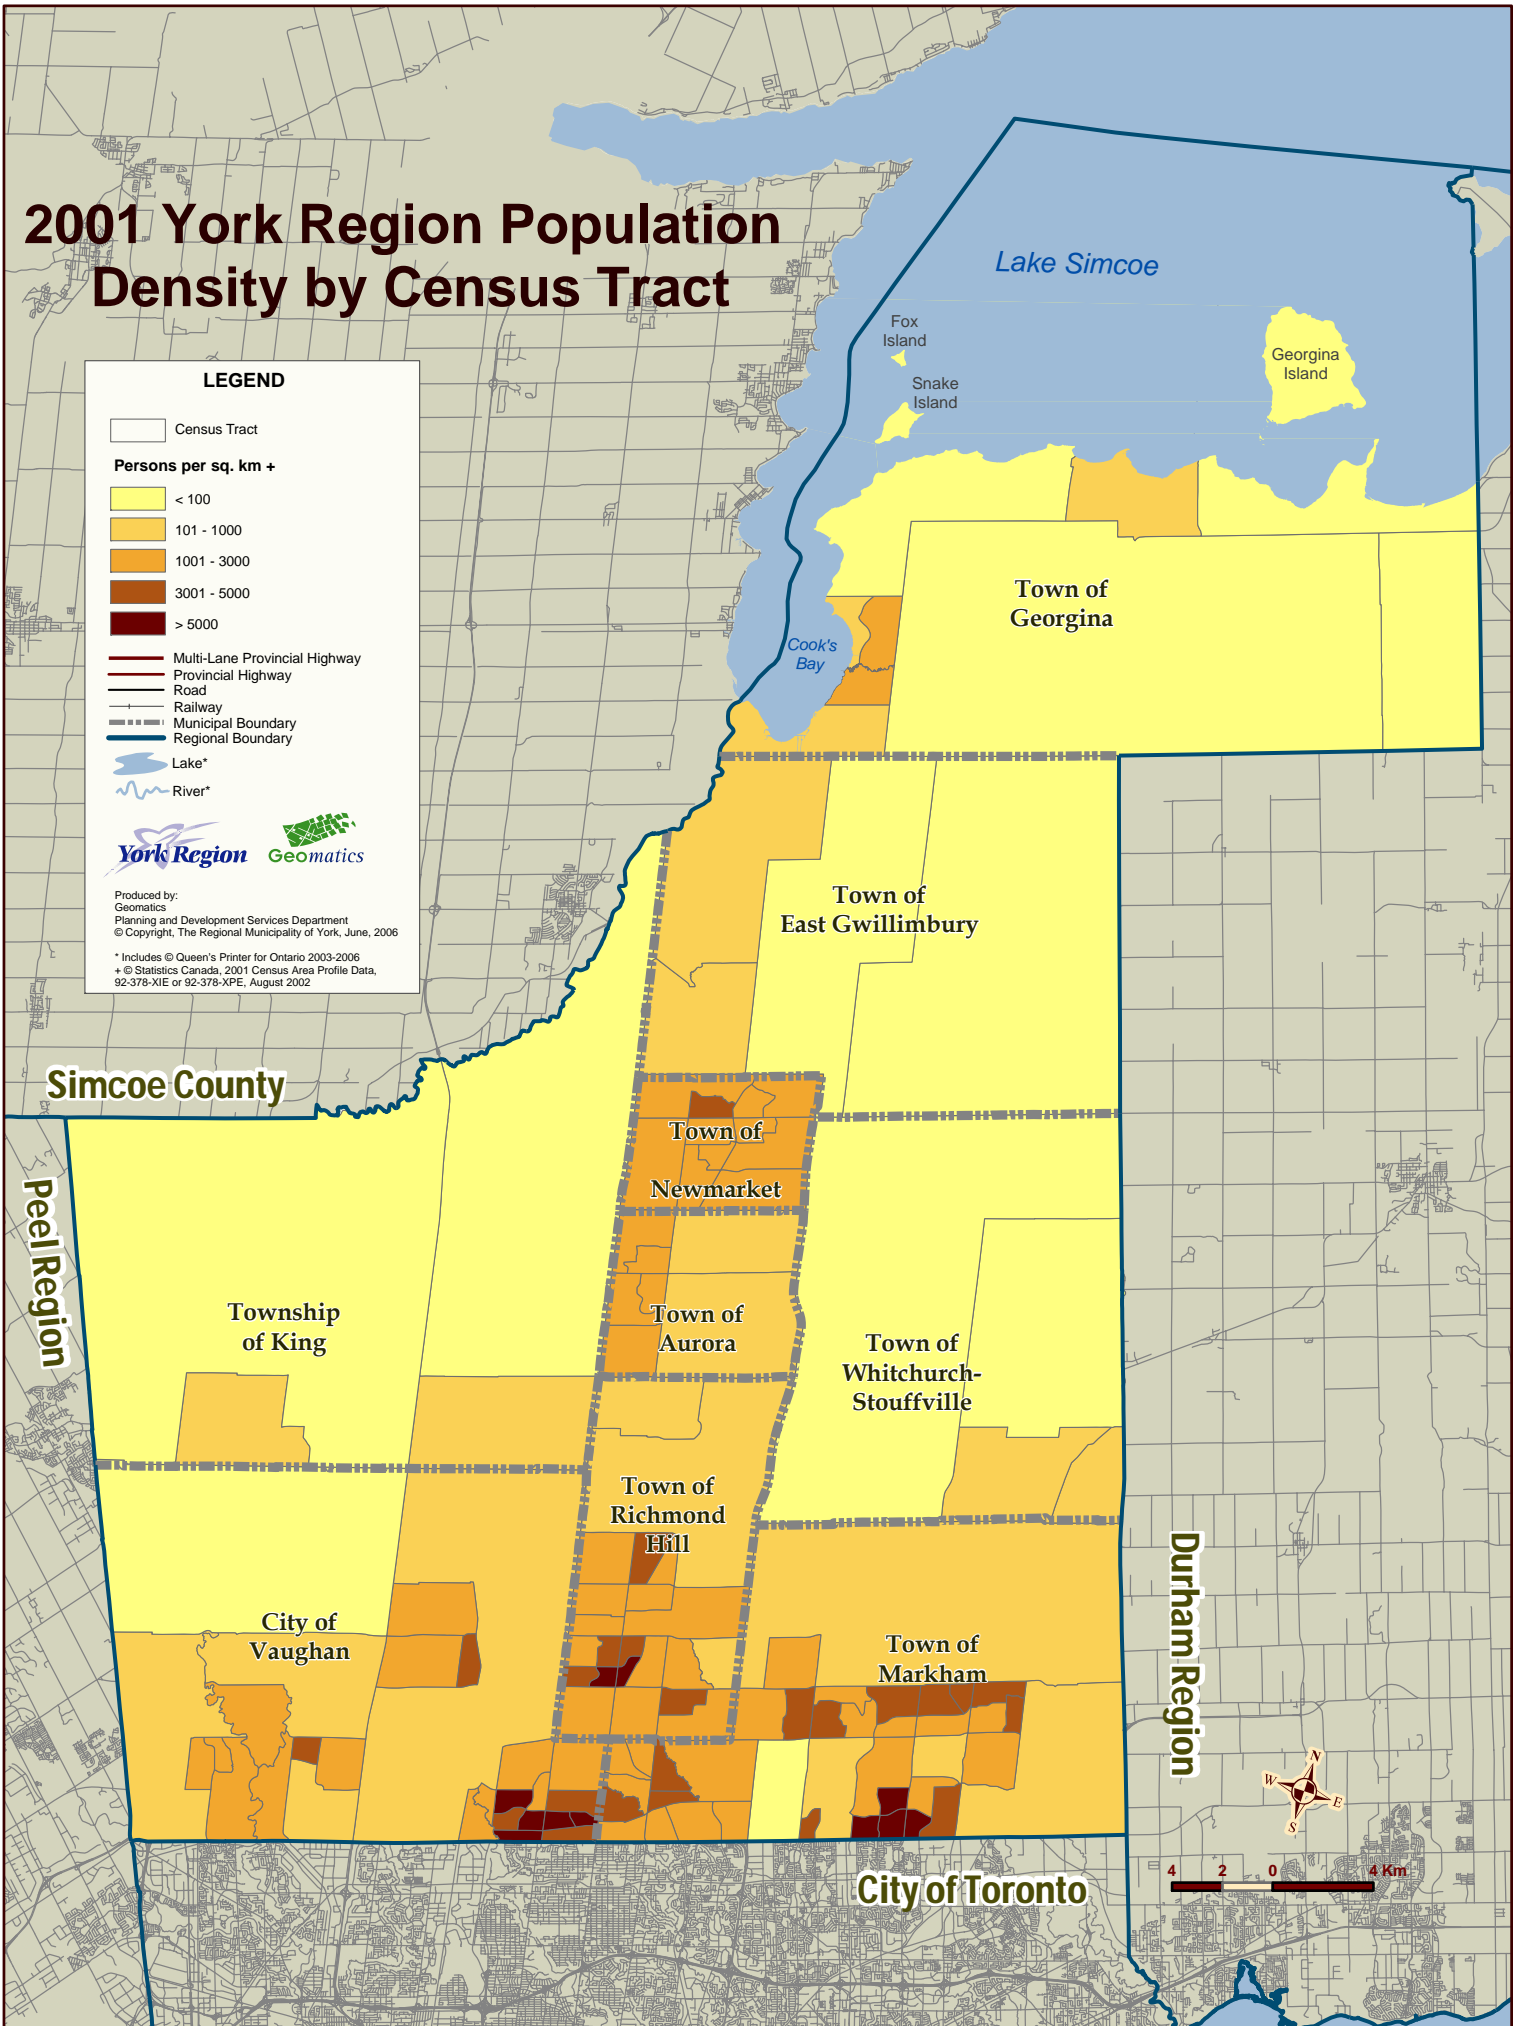 2001 York Region Population
Density by Census Tract
LEGEND
Census Tract
Persons per sq. km +
< 100
101 - 1000
1001 - 3000
3001 - 5000
> 5000
Multi-Lane Provincial Highway
Provincial Highway
Road
Railway
Municipal Boundary
Regional Boundary
Lake*
River*
York Region
Geomatics
Produced by:
Geomatics
Planning and Development Services Department
© Copyright, The Regional Municipality of York, June, 2006
* Includes © Queen's Printer for Ontario 2003-2006
+ © Statistics Canada, 2001 Census Area Profile Data,
92-378-XIE or 92-378-XPE, August 2002
Lake Simcoe
Fox
Island
Snake
Island
Georgina
Island
Cook's
Bay
Town of
Georgina
Town of
East Gwillimbury
Simcoe County
Peel Region
Town of
Newmarket
Township
of King
Town of
Aurora
Town of
Whitchurch-
Stouffville
Town of
Richmond
Hill
City of
Vaughan
Town of
Markham
Durham Region
N
W
E
S
4 2 0 4 Km
City of Toronto